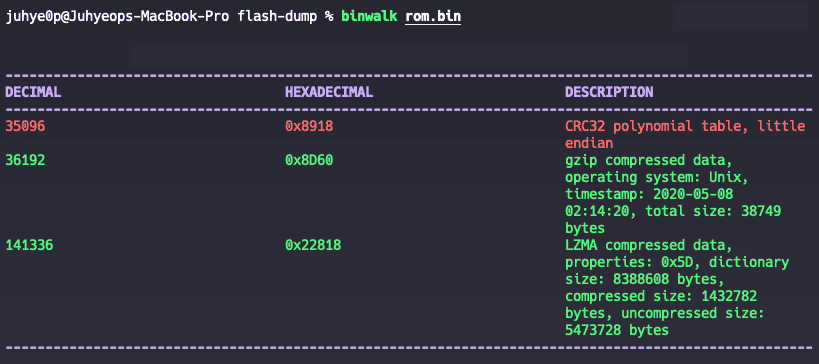 juhye0p@Juhyeops-MacBook-Pro flash-dump % binwalk rom.bin
DECIMAL HEXADECIMAL DESCRIPTION
35096 0x8918 CRC32 polynomial table, little
endian
36192 0x8D60 gzip compressed data,
operating system: Unix,
timestamp: 2020-05-08
02:14:20, total size: 38749
bytes
141336 0x22818 LZMA compressed data,
properties: 0x5D, dictionary
size: 8388608 bytes,
compressed size: 1432782
bytes, uncompressed size:
5473728 bytes